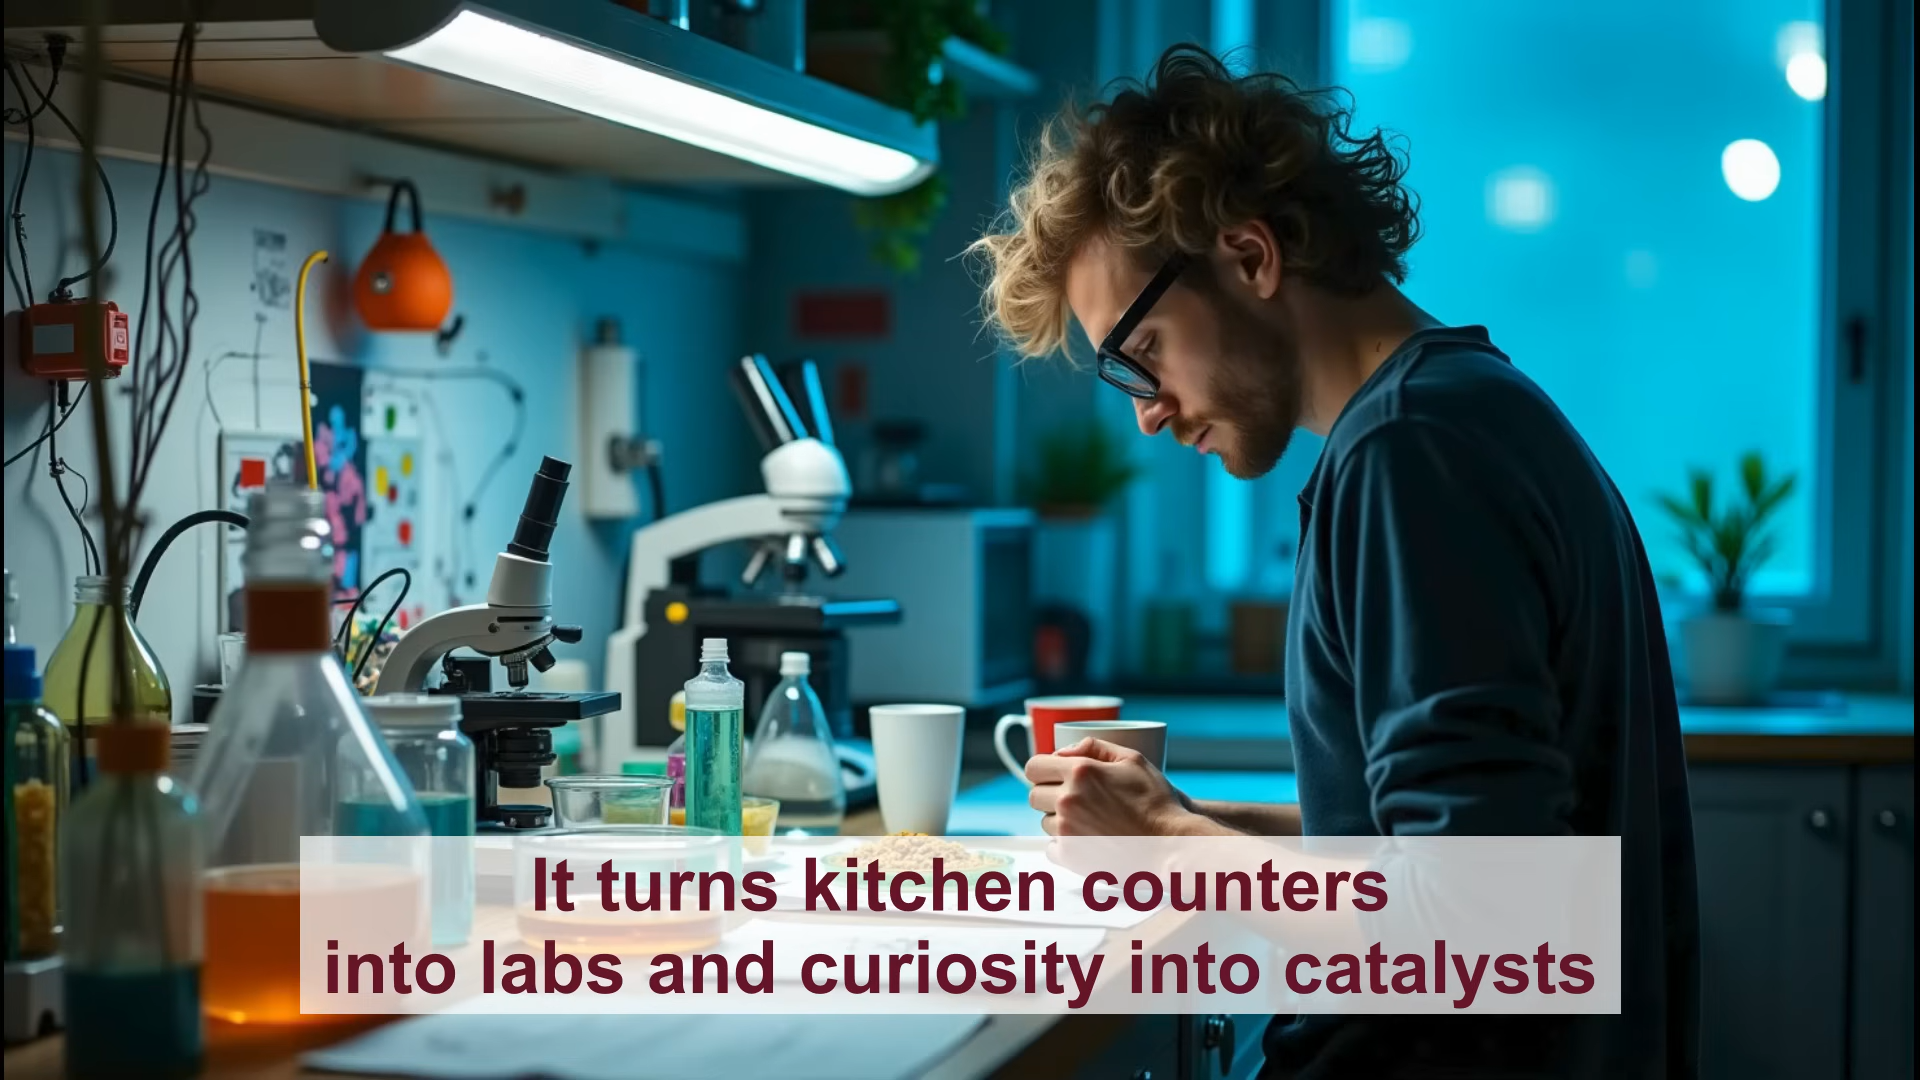 It turns kitchen counters
into labs and curiosity into catalysts